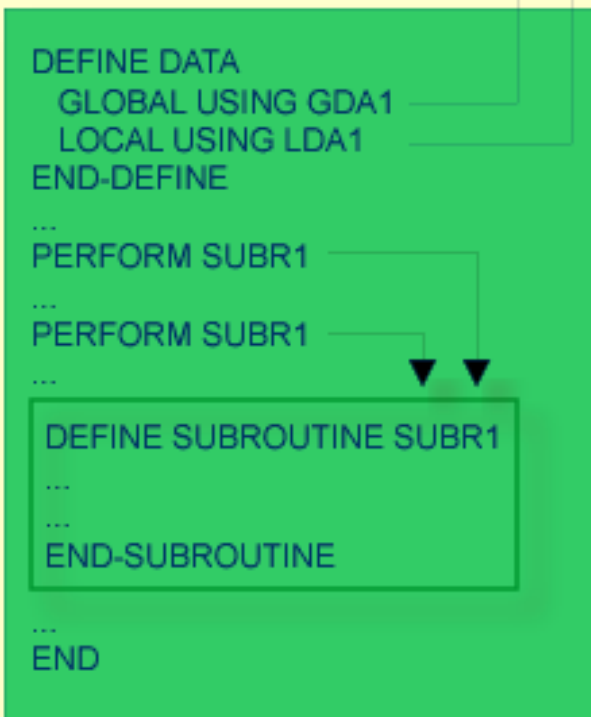 DEFINE DATA
GLOBAL USING GDA1
LOCAL USING LDA1
END-DEFINE
...
PERFORM SUBR1
...
PERFORM SUBR1
...
DEFINE SUBROUTINE SUBR1
...
...
END-SUBROUTINE
...
END